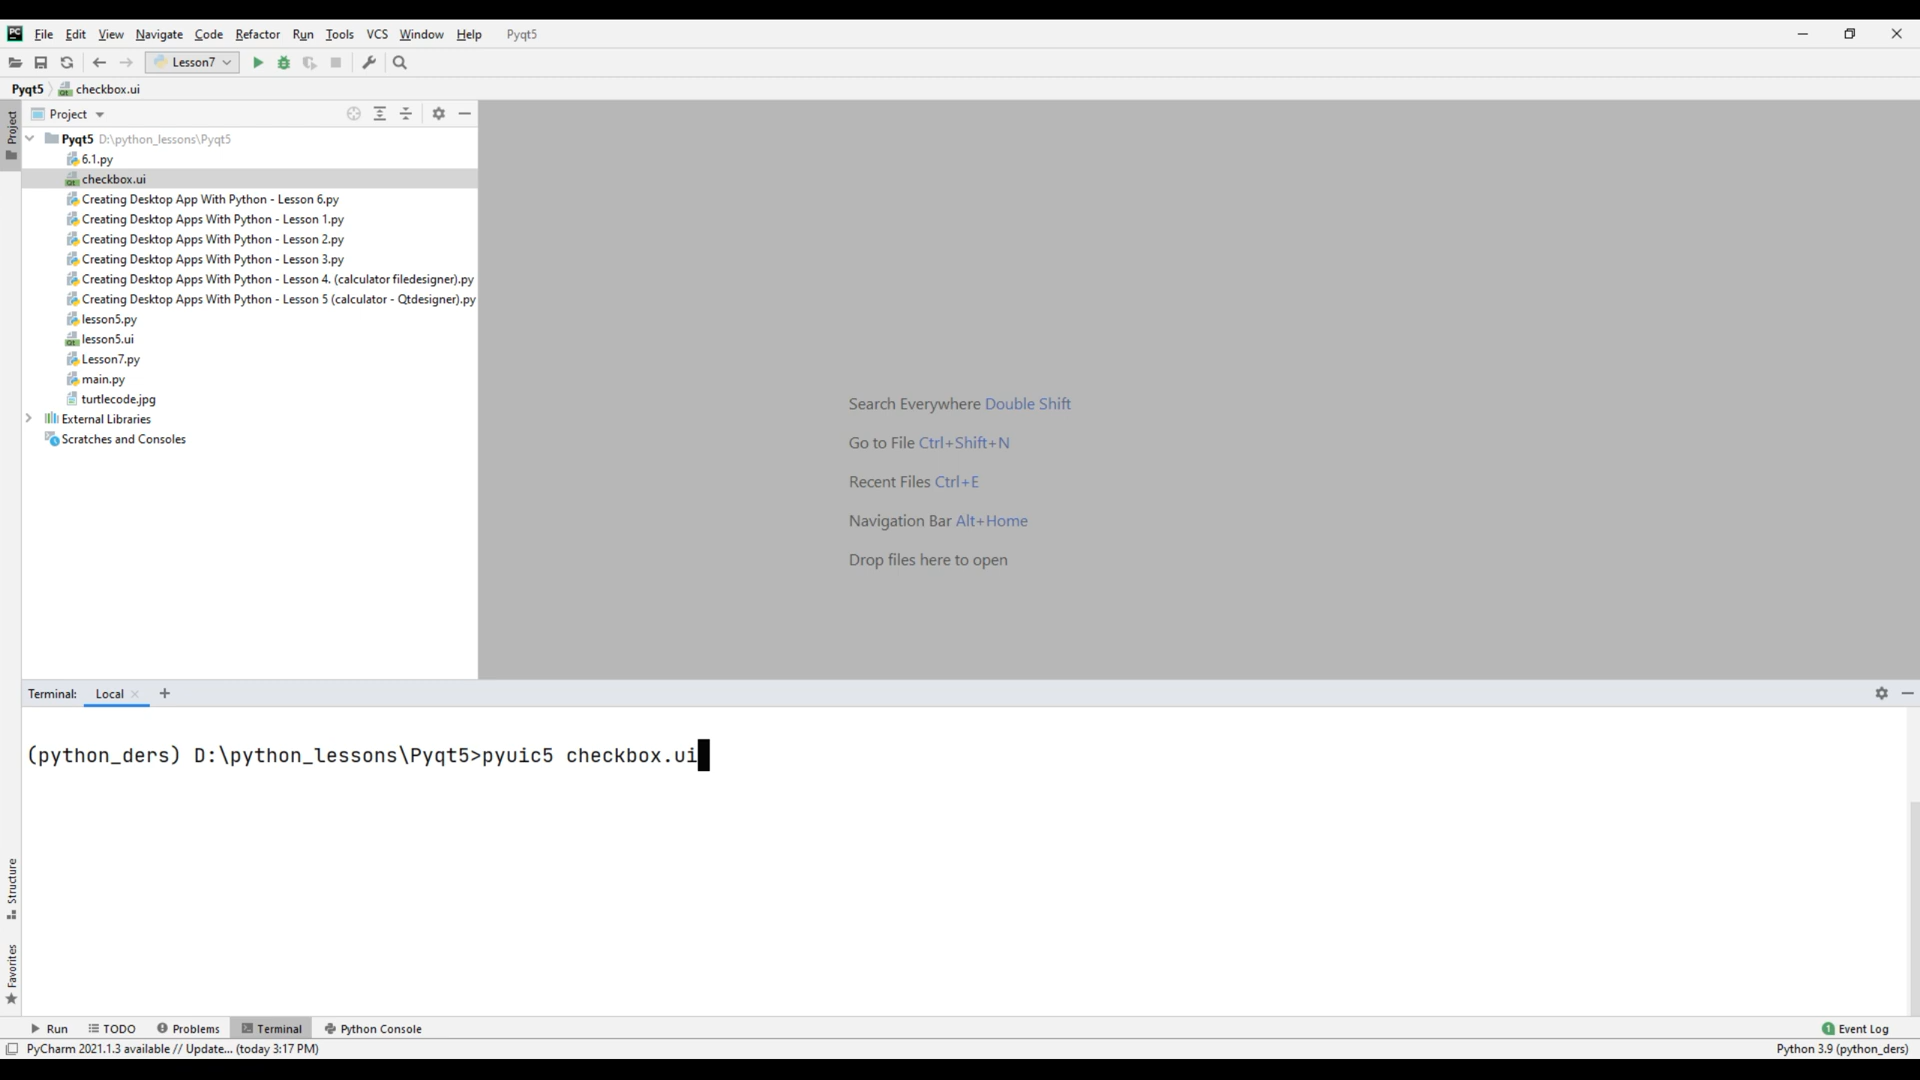 PC File Edit View Navigate Code Refactor Run Tools VCS Window Help Pyqt5
Lesson7
Pyqt5 checkbox.ui
Project
Project
Pyqt5 D:\python_lessons\Pyqt5
6.1.py
checkbox.ui
Creating Desktop App With Python - Lesson 6.py
Creating Desktop Apps With Python - Lesson 1.py
Creating Desktop Apps With Python - Lesson 2.py
Creating Desktop Apps With Python - Lesson 3.py
Creating Desktop Apps With Python - Lesson 4. (calculator filedesigner).py
Creating Desktop Apps With Python - Lesson 5 (calculator - Qtdesigner).py
lesson5.py
lesson5.ui
Lesson7.py
main.py
turtlecode.jpg
External Libraries
Scratches and Consoles
Search Everywhere Double Shift
Go to File Ctrl+Shift+N
Recent Files Ctrl+E
Navigation Bar Alt+Home
Drop files here to open
Terminal: Local
(python_ders) D:\python_lessons\Pyqt5>pyuic5 checkbox.ui
Structure
Favorites
Run TODO Problems Terminal Python Console 1 Event Log
PyCharm 2021.1.3 available // Update... (today 3:17 PM) Python 3.9 (python_ders)